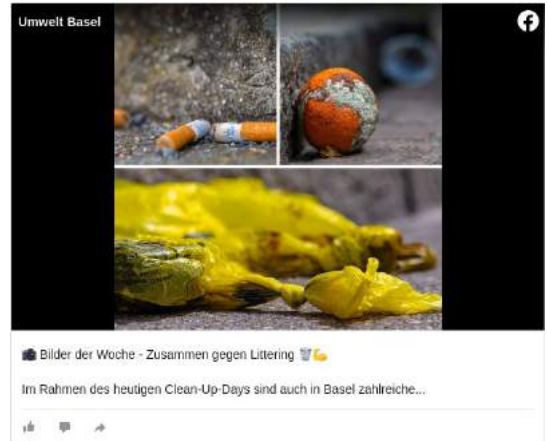 Umwelt Basel
📷 Bilder der Woche - Zusammen gegen Littering 🗑️💪
Im Rahmen des heutigen Clean-Up-Days sind auch in Basel zahlreiche...